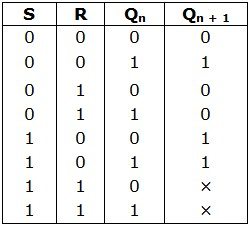 S R Qn Qn + 1
0 0 0 0
0 0 1 1
0 1 0 0
0 1 1 0
1 0 0 1
1 0 1 1
1 1 0 ×
1 1 1 ×